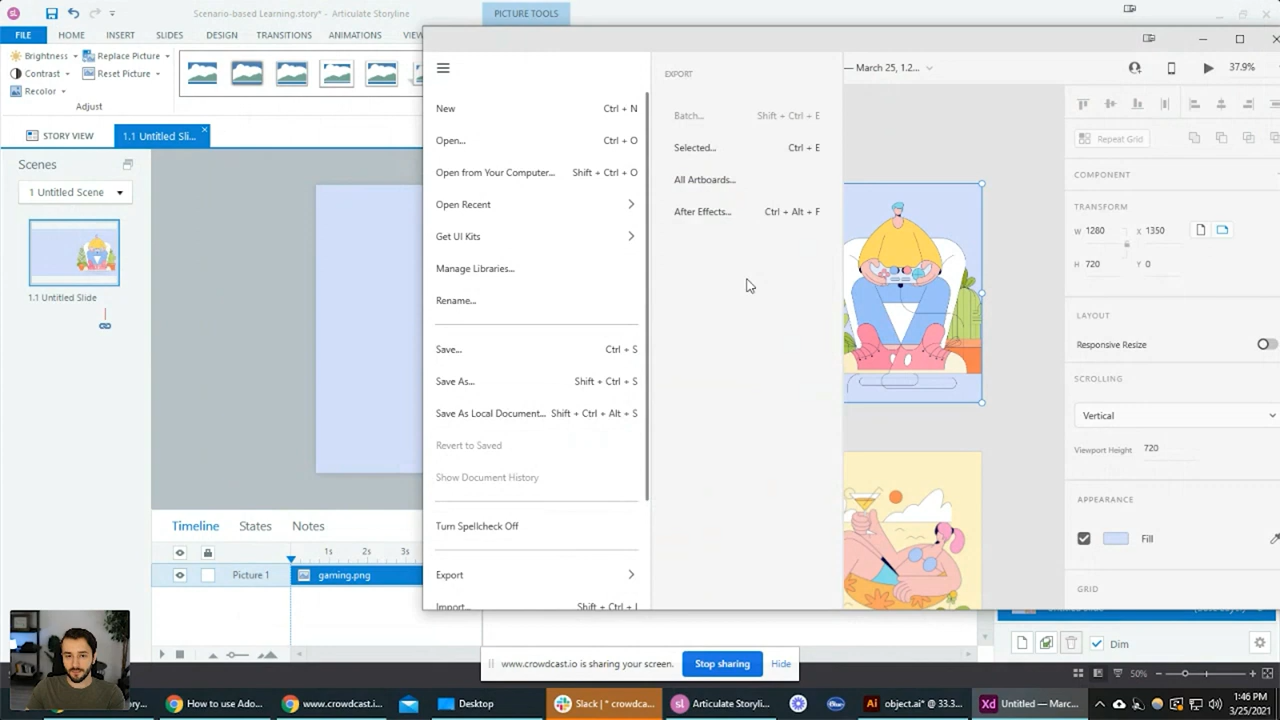 Scenario-based Learning.story* - Articulate Storyline
PICTURE TOOLS
FILE
HOME
INSERT
SLIDES
DESIGN
TRANSITIONS
ANIMATIONS
Brightness
Contrast
Recolor
Replace Picture
Reset Picture
Adjust
STORY VIEW
1.1 Untitled Sli...
Scenes
1 Untitled Scene
1.1 Untitled Slide
New Ctrl + N
Open... Ctrl + O
Open from Your Computer... Shift + Ctrl + O
Open Recent
Get UI Kits
Manage Libraries...
Rename...
Save... Ctrl + S
Save As... Shift + Ctrl + S
Save As Local Document... Shift + Ctrl + Alt + S
Revert to Saved
Show Document History
Turn Spellcheck Off
Export
Import... Shift + Ctrl + I
EXPORT
Batch... Shift + Ctrl + E
Selected... Ctrl + E
All Artboards...
After Effects... Ctrl + Alt + F
— March 25, 1.2...
37.9%
Repeat Grid
COMPONENT
TRANSFORM
W 1280 X 1350
H 720 Y 0
LAYOUT
Responsive Resize
SCROLLING
Vertical
Viewport Height 720
APPEARANCE
Fill
GRID
Timeline
States
Notes
1s 2s 3s
Picture 1
gaming.png
Dim
www.crowdcast.io is sharing your screen.
Stop sharing
Hide
50%
How to use Ado...
www.crowdcast.io...
Desktop
Slack | * crowdca...
Articulate Storylin...
object.ai* @ 33.3...
Untitled — Marc...
1:46 PM
3/25/2021